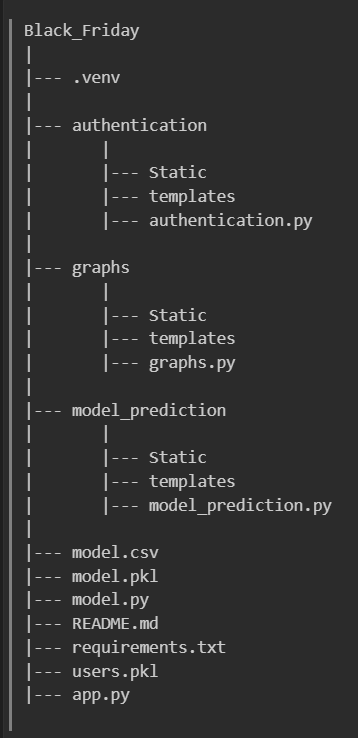 Black_Friday
|
|--- .venv
|
|--- authentication
|       |
|       |--- Static
|       |--- templates
|       |--- authentication.py
|
|--- graphs
|       |
|       |--- Static
|       |--- templates
|       |--- graphs.py
|
|--- model_prediction
|       |
|       |--- Static
|       |--- templates
|       |--- model_prediction.py
|
|--- model.csv
|--- model.pkl
|--- model.py
|--- README.md
|--- requirements.txt
|--- users.pkl
|--- app.py